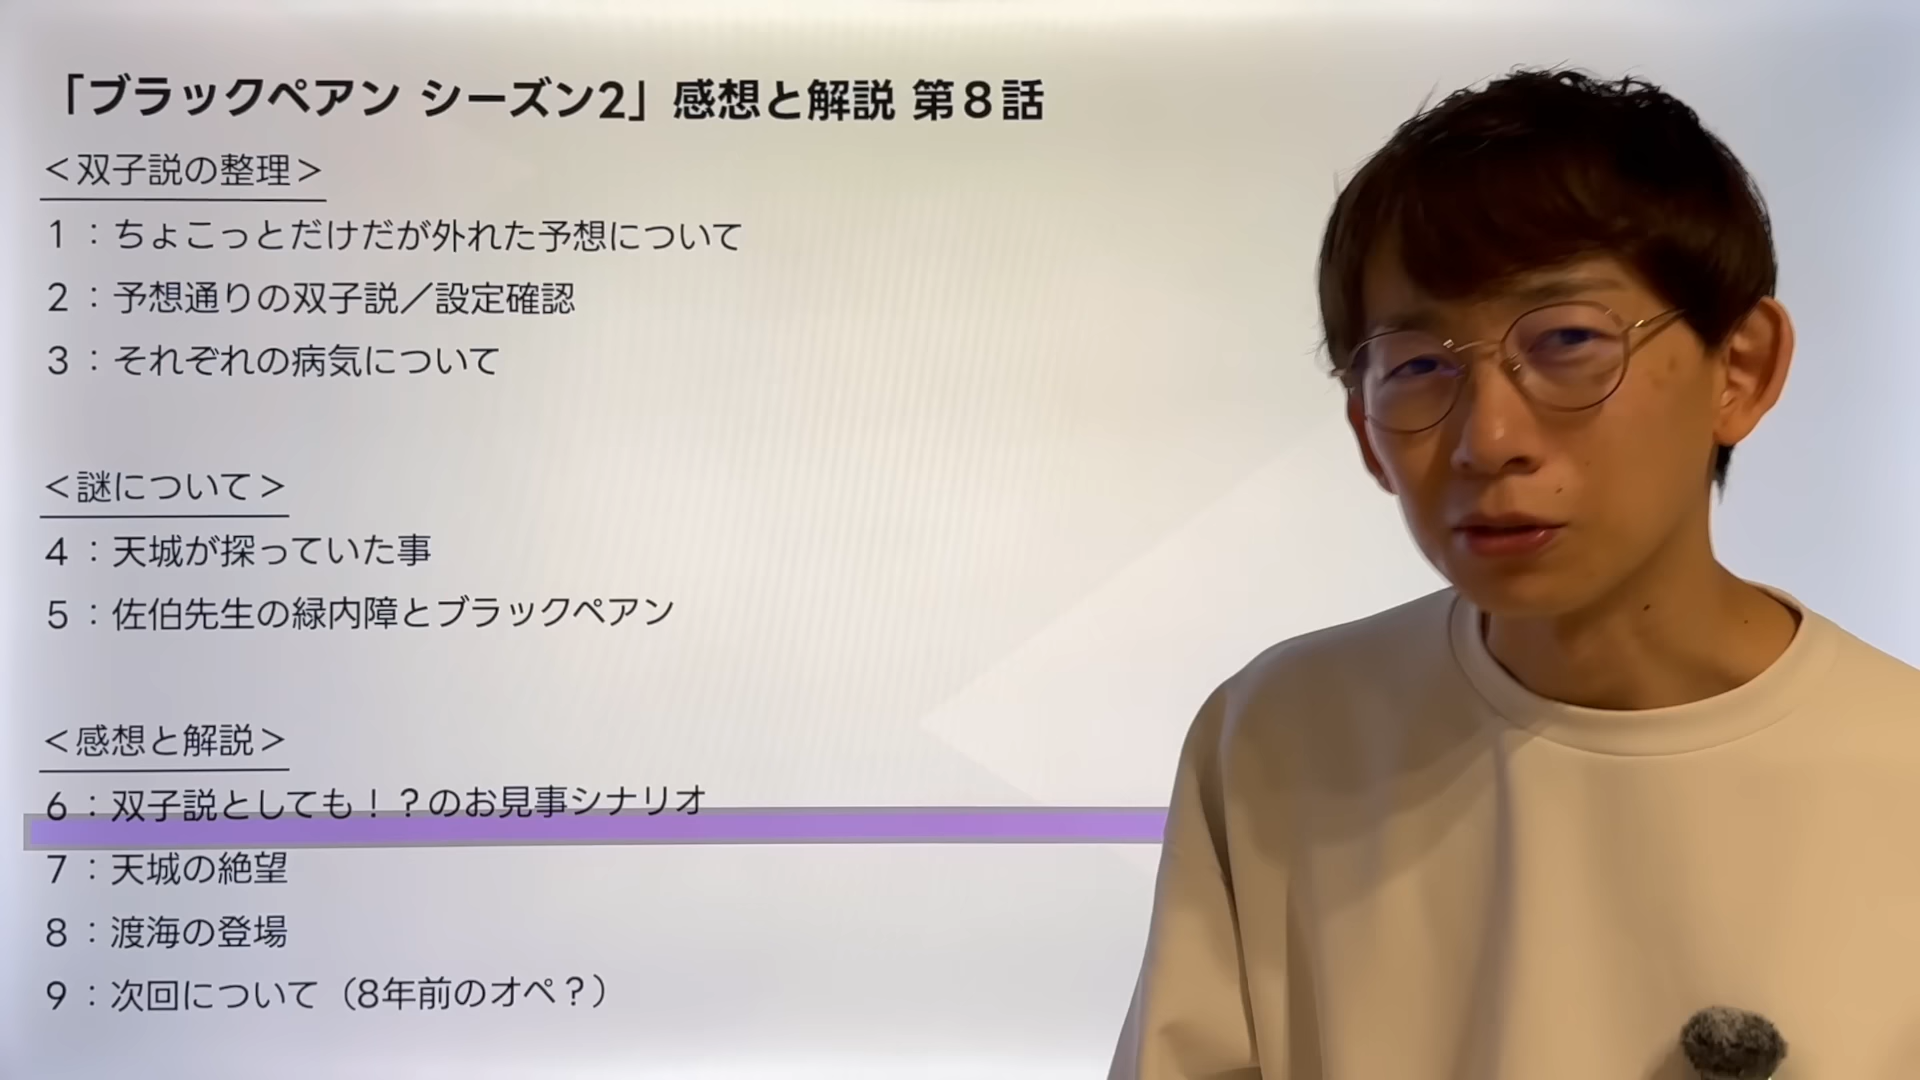 「ブラックペアン シーズン2」感想と解説 第８話
＜双子説の整理＞
1：ちょこっとだけだが外れた予想について
2：予想通りの双子説／設定確認
3：それぞれの病気について
＜謎について＞
4：天城が探っていた事
5：佐伯先生の緑内障とブラックペアン
＜感想と解説＞
6：双子説としても！？のお見事シナリオ
7：天城の絶望
8：渡海の登場
9：次回について（8年前のオペ？）